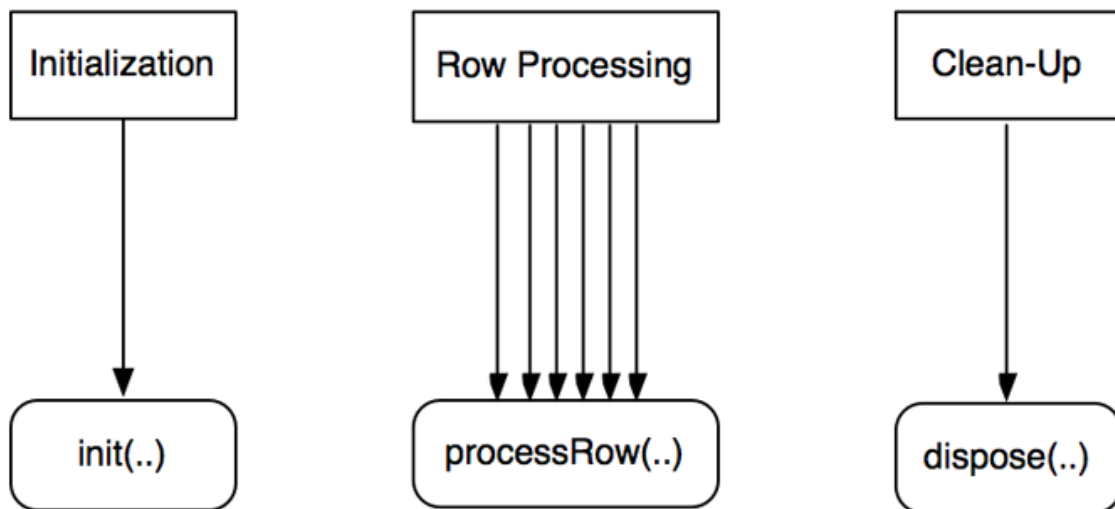 Initialization
Row Processing
Clean-Up
init(..)
processRow(..)
dispose(..)